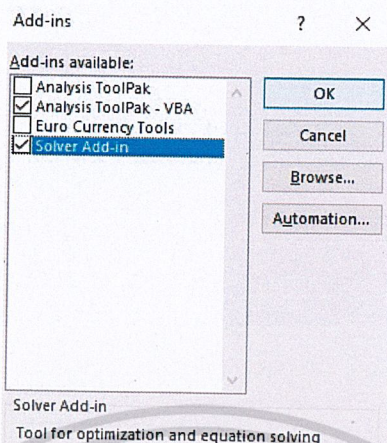 Add-ins ? ×
Add-ins available:
Analysis ToolPak
Analysis ToolPak - VBA
Euro Currency Tools
Solver Add-in
OK
Cancel
Browse...
Automation...
Solver Add-in
Tool for optimization and equation solving